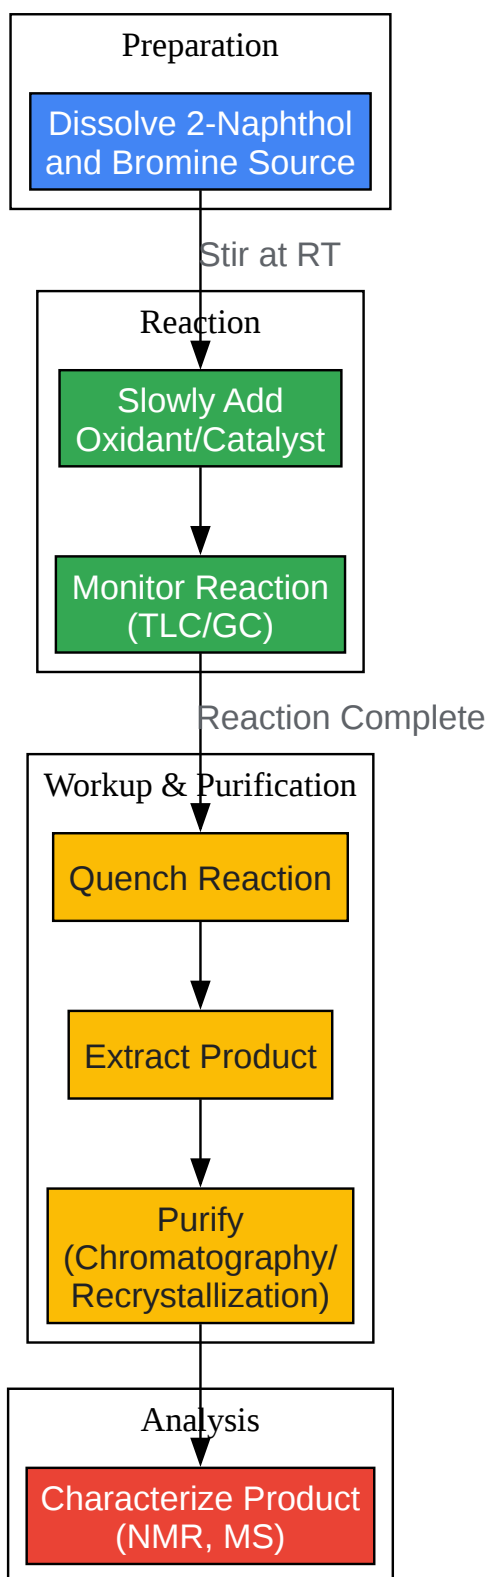 Preparation
Dissolve 2-Naphthol
and Bromine Source
Stir at RT
Reaction
Slowly Add
Oxidant/Catalyst
Monitor Reaction
(TLC/GC)
Reaction Complete
Workup & Purification
Quench Reaction
Extract Product
Purify
(Chromatography/
Recrystallization)
Analysis
Characterize Product
(NMR, MS)